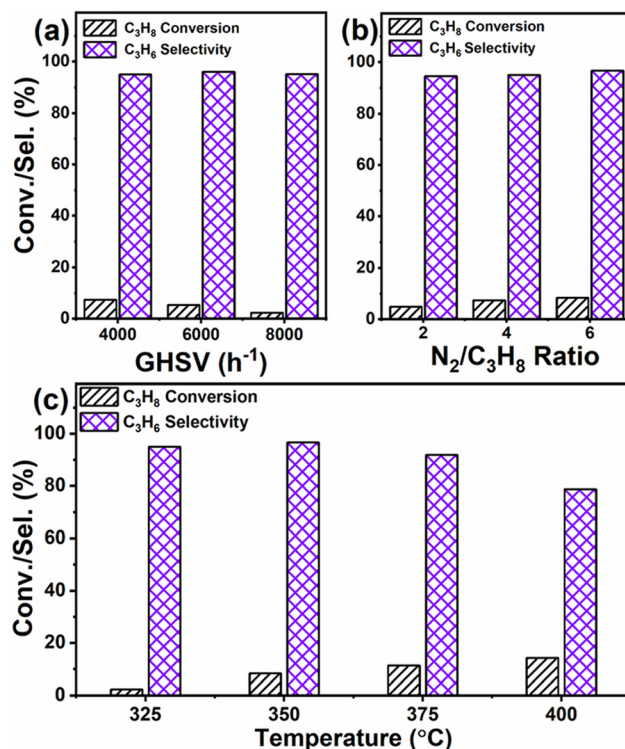 (a)
C₃H₈ Conversion
C₃H₆ Selectivity
Conv./Sel. (%)
100
80
60
40
20
0
4000 6000 8000
GHSV (h⁻¹)
(b)
C₃H₈ Conversion
C₃H₆ Selectivity
100
80
60
40
20
0
2 4 6
N₂/C₃H₈ Ratio
(c)
C₃H₈ Conversion
C₃H₆ Selectivity
Conv./Sel. (%)
100
80
60
40
20
0
325 350 375 400
Temperature (°C)